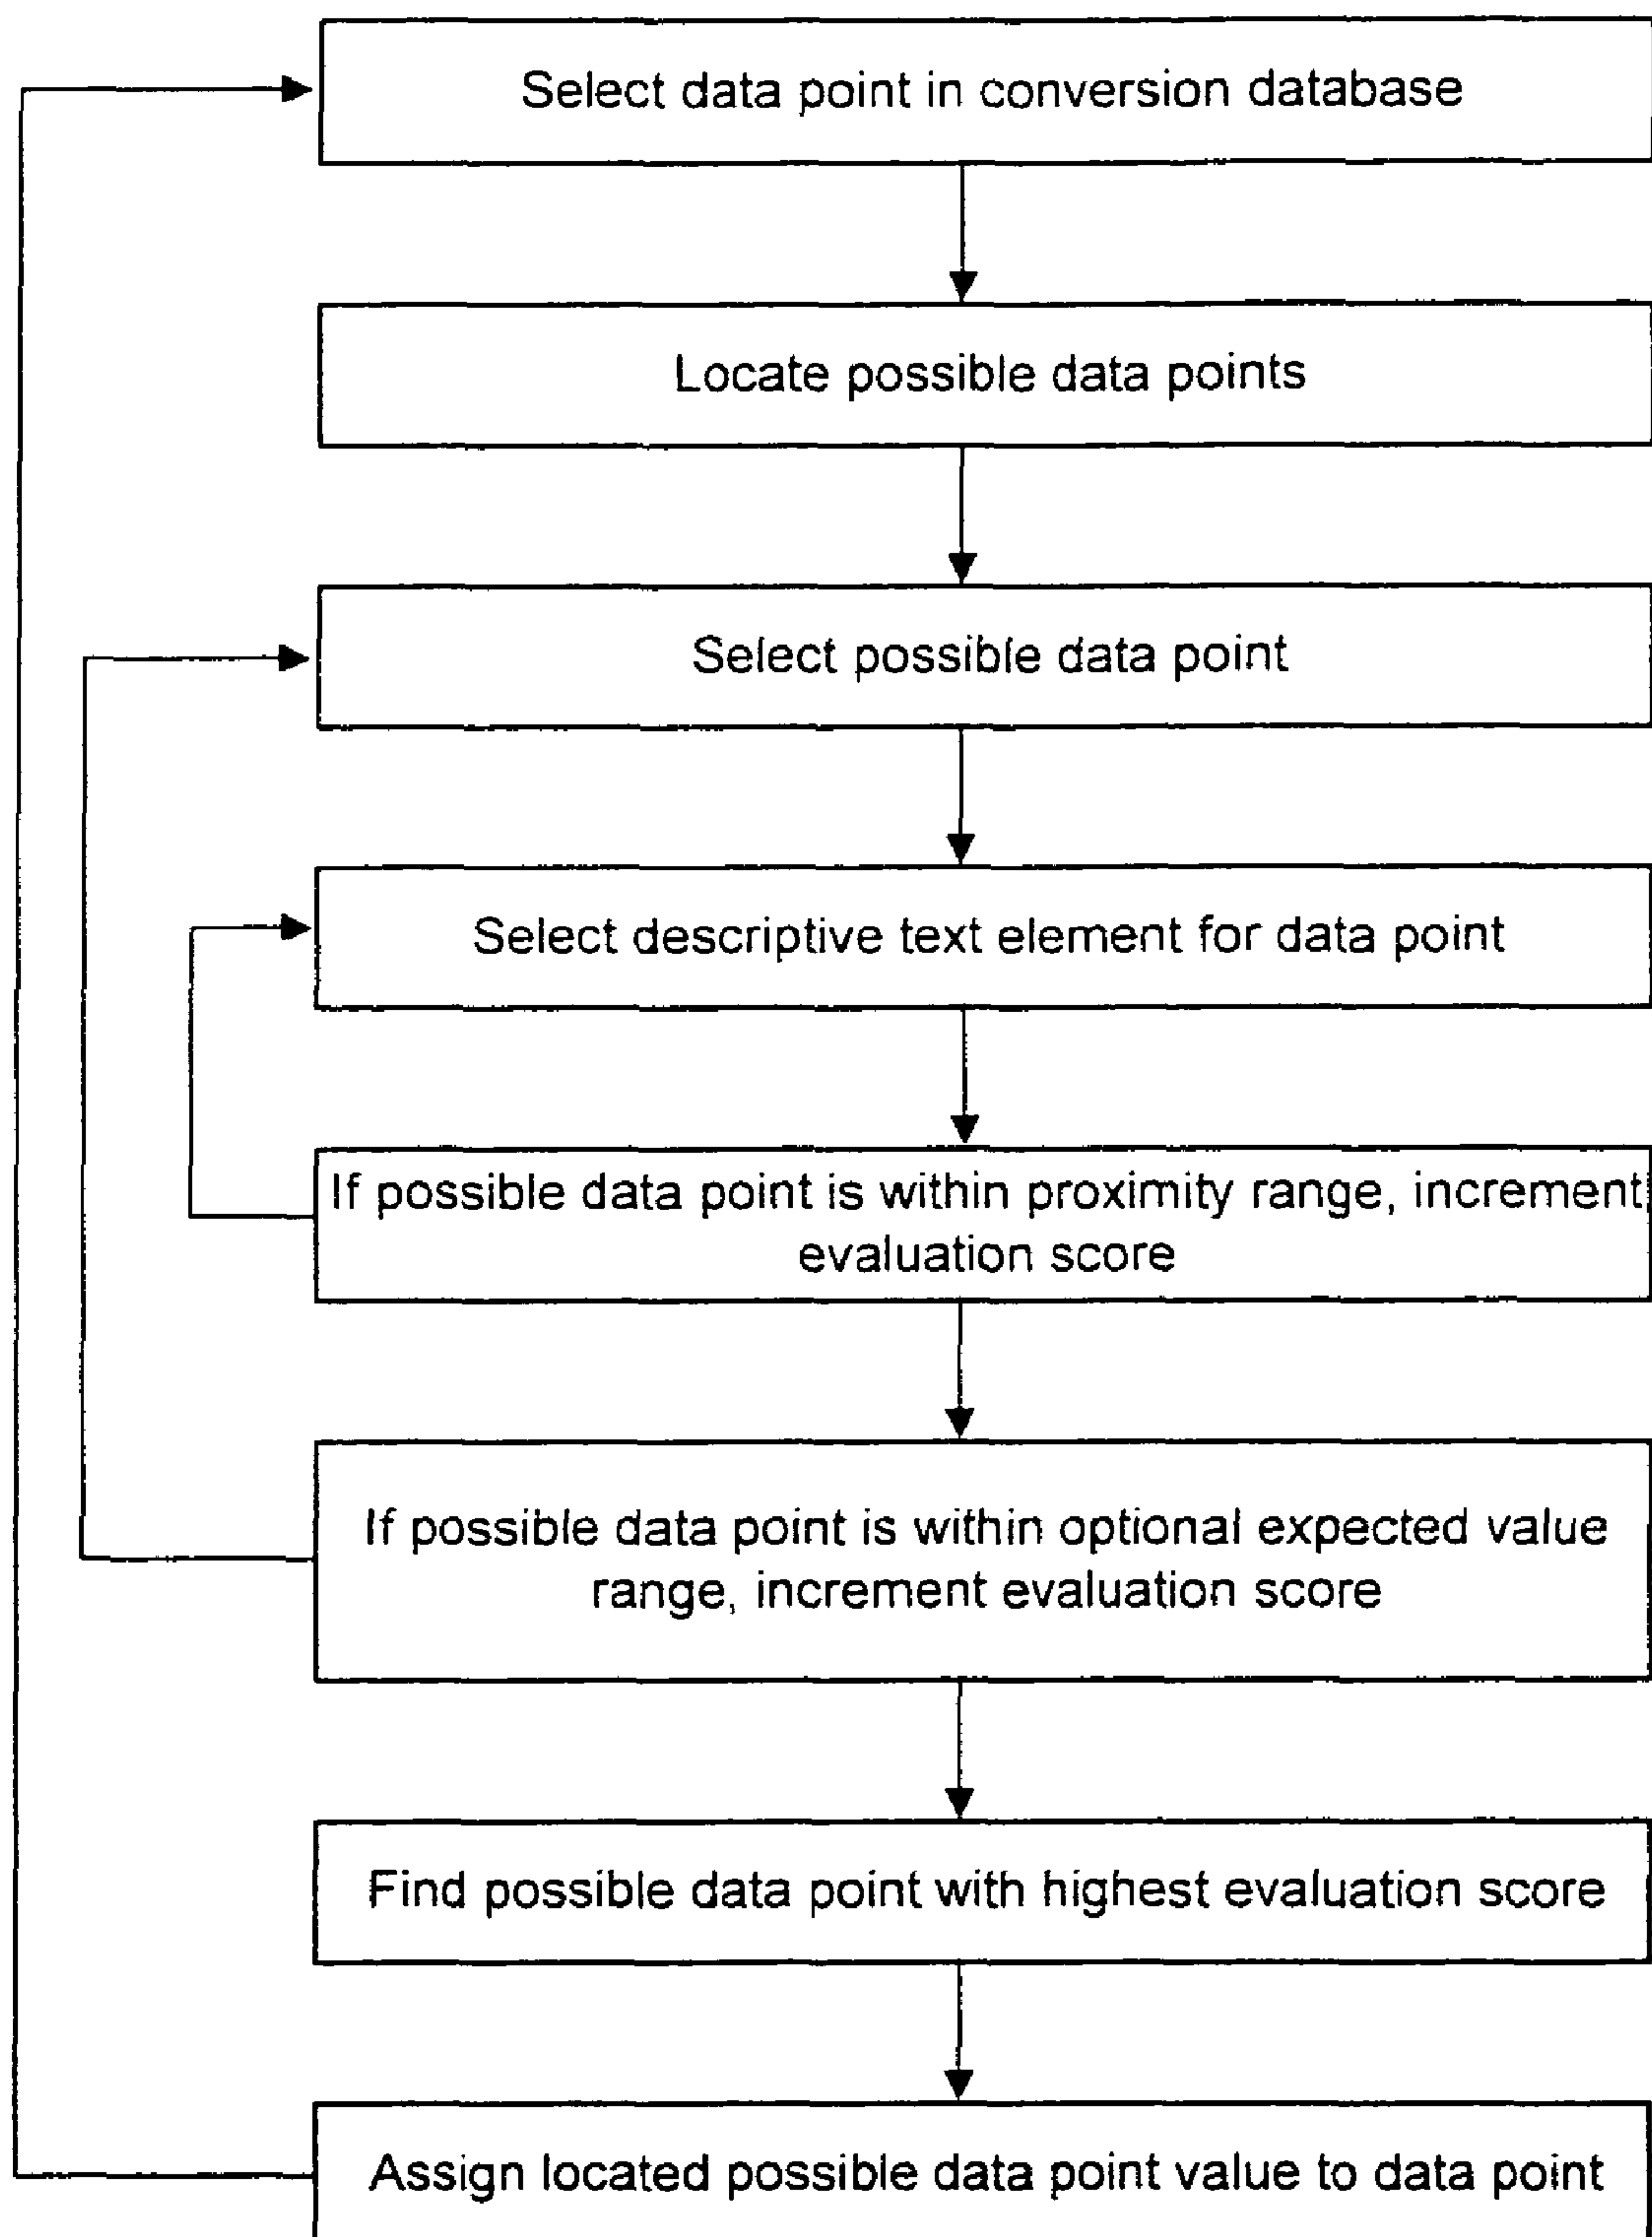 Select data point in conversion database
Locate possible data points
Select possible data point
Select descriptive text element for data point
If possible data point is within proximity range, increment
evaluation score
If possible data point is within optional expected value
range, increment evaluation score
Find possible data point with highest evaluation score
Assign located possible data point value to data point